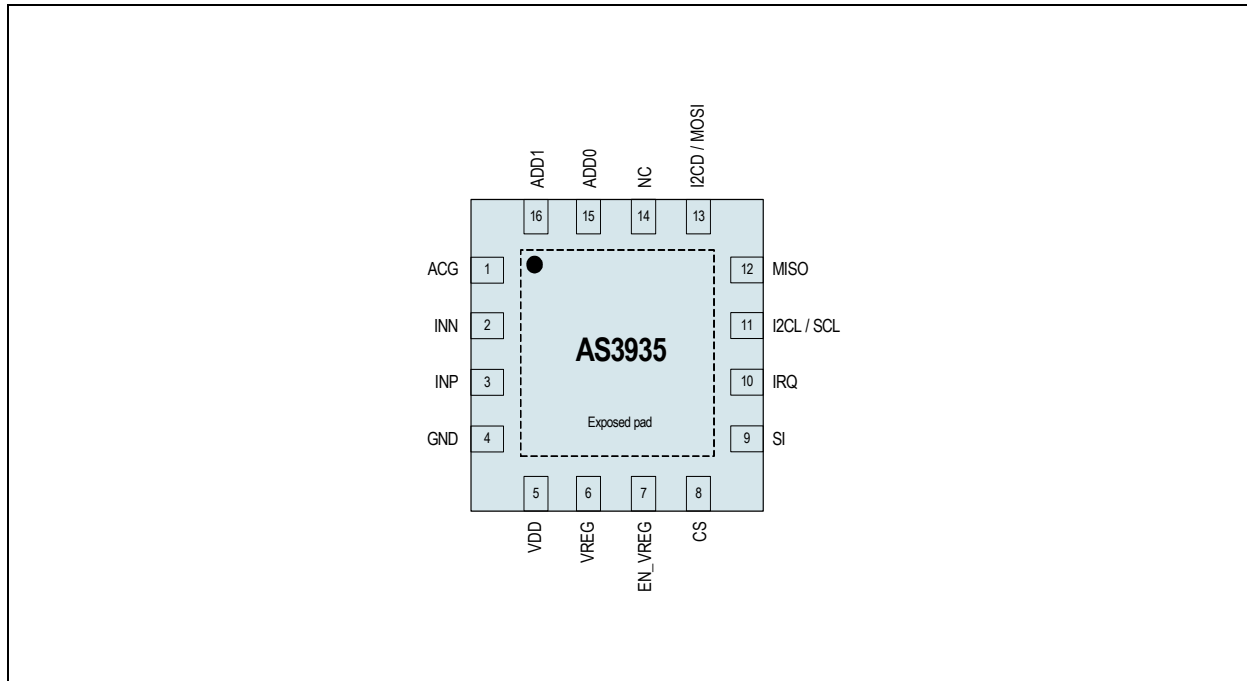 ADD1
ADD0
NC
I2CD / MOSI
16
15
14
13
ACG 1
12 MISO
INN 2
11 I2CL / SCL
AS3935
INP 3
10 IRQ
Exposed pad
GND 4
9 SI
5
6
7
8
VDD
VREG
EN_VREG
CS